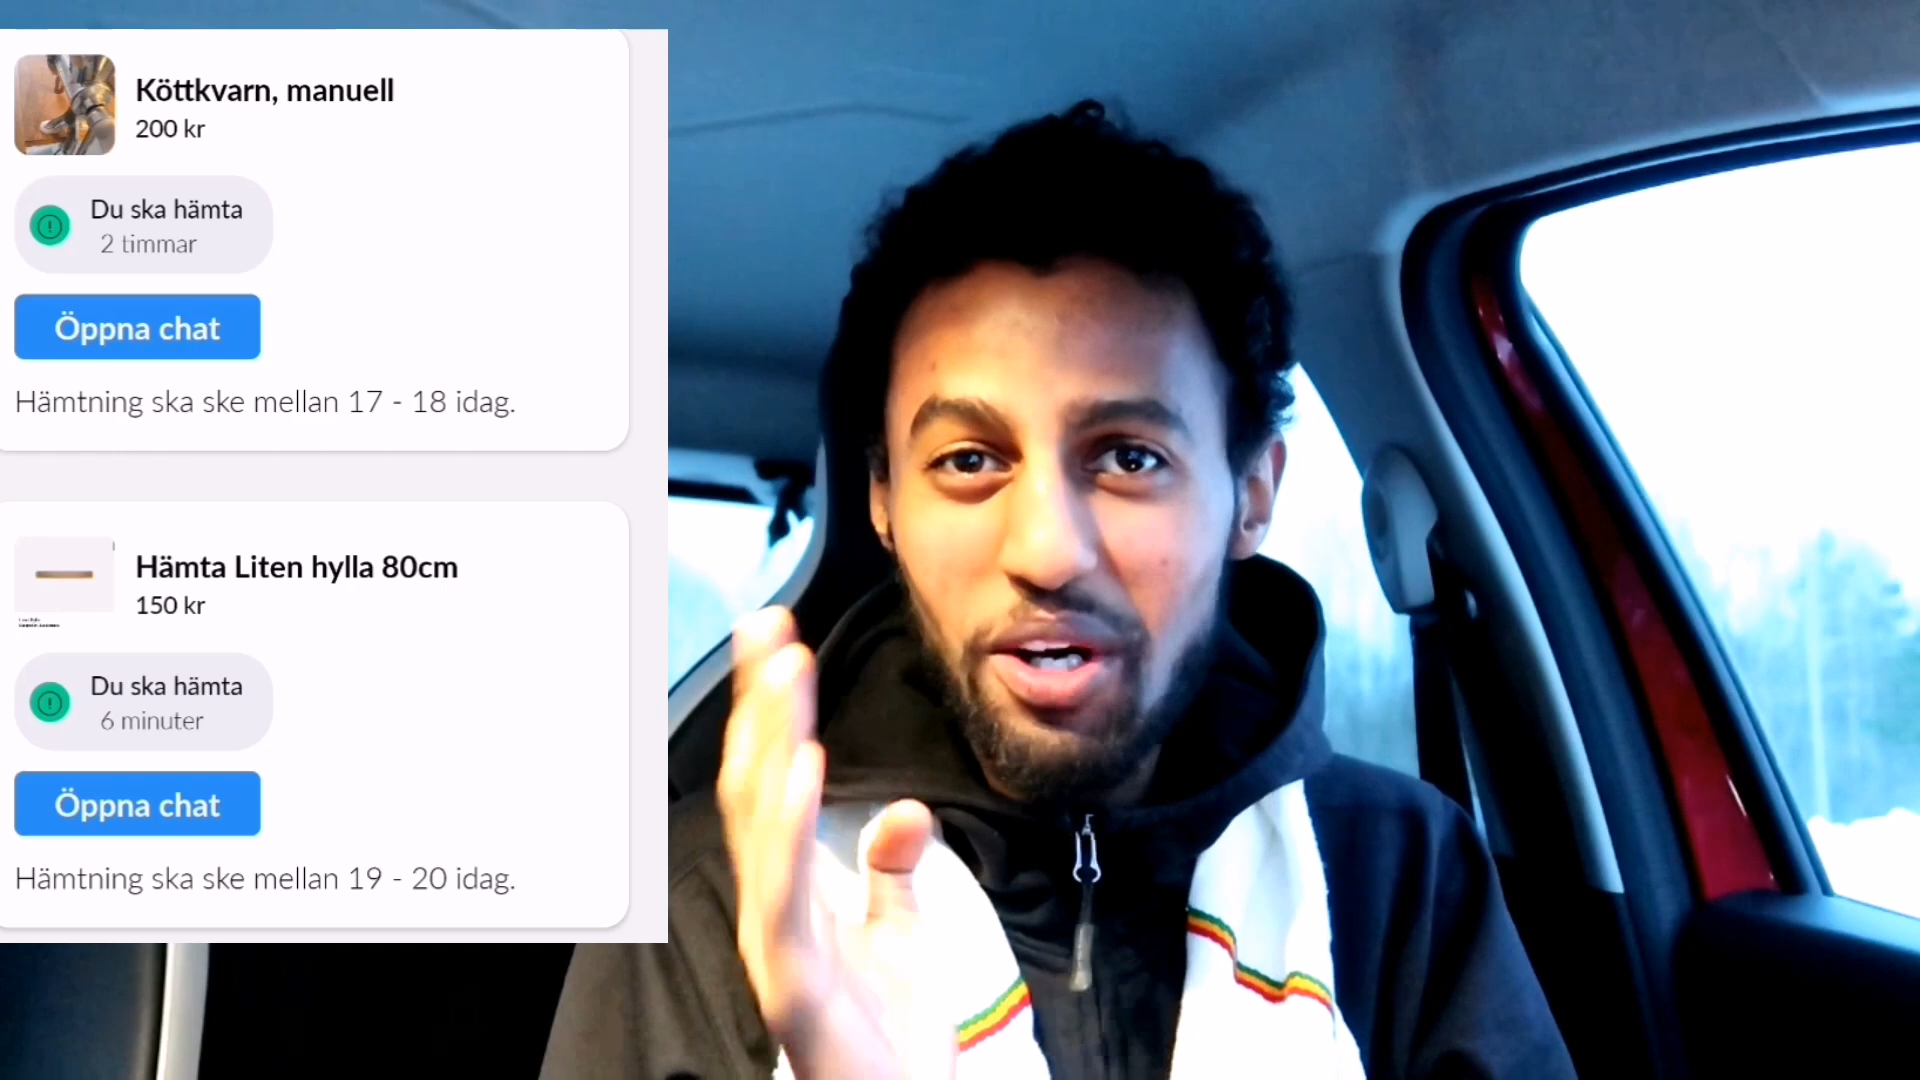 Köttkvarn, manuell
200 kr
Du ska hämta
2 timmar
Öppna chat
Hämtning ska ske mellan 17 - 18 idag.
Hämta Liten hylla 80cm
150 kr
Du ska hämta
6 minuter
Öppna chat
Hämtning ska ske mellan 19 - 20 idag.